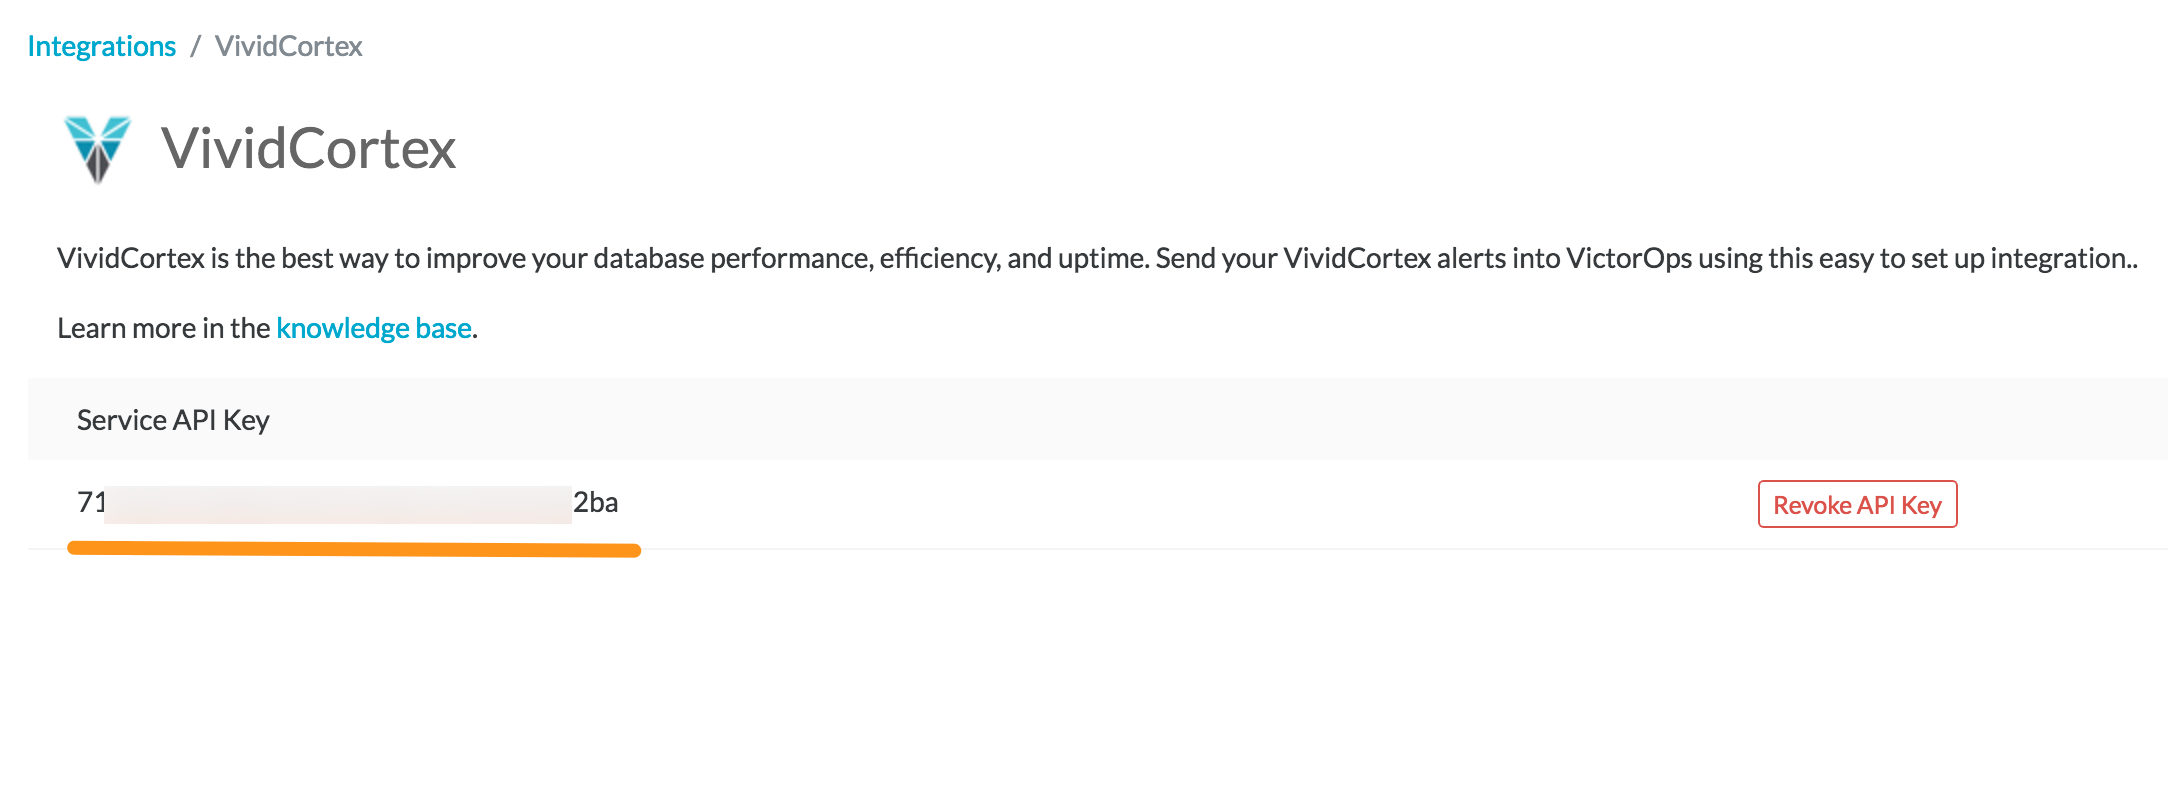 Integrations / VividCortex
VividCortex
VividCortex is the best way to improve your database performance, efficiency, and uptime. Send your VividCortex alerts into VictorOps using this easy to set up integration..
Learn more in the knowledge base.
Service API Key
71 2ba
Revoke API Key